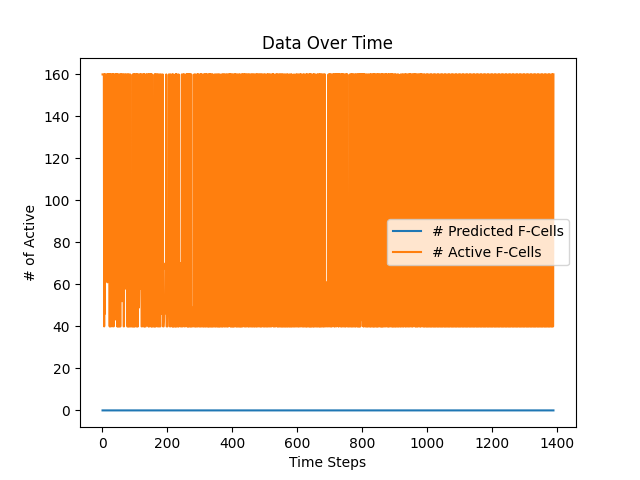 Data Over Time
# of Active
160
140
120
100
80
60
40
20
0
# Predicted F-Cells
# Active F-Cells
0 200 400 600 800 1000 1200 1400
Time Steps